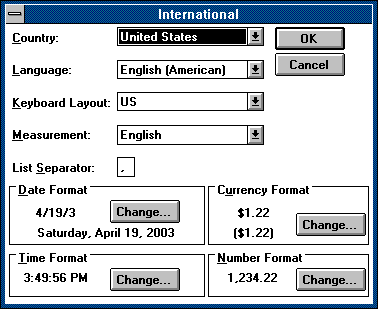 International
Country: United States OK
Language: English (American) Cancel
Keyboard Layout: US
Measurement: English
List Separator: ,
Date Format
4/19/3 Change...
Saturday, April 19, 2003
Currency Format
$1.22 Change...
($1.22)
Time Format
3:49:56 PM Change...
Number Format
1,234.22 Change...